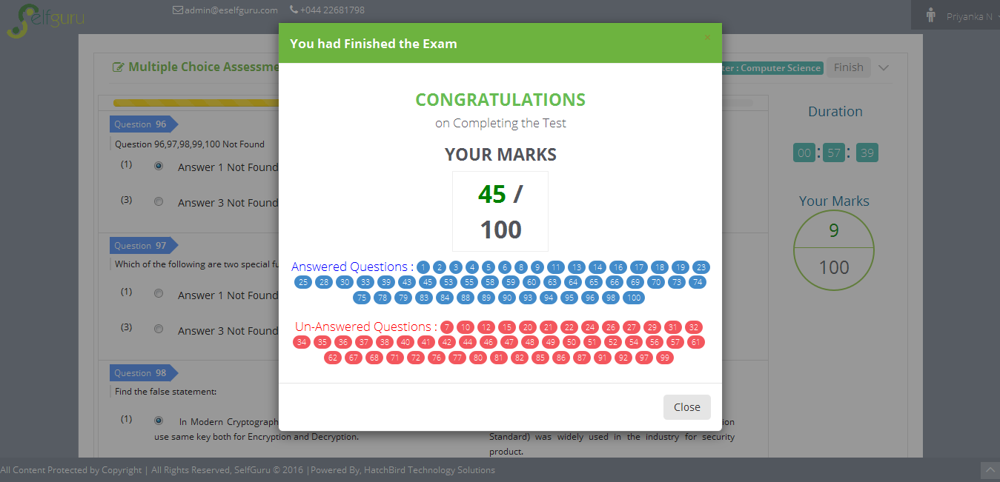 Selfguru
admin@eselfguru.com
+044 22681798
Priyanka N
You had Finished the Exam
×
Multiple Choice Assessme
ter : Computer Science
Finish
CONGRATULATIONS
on Completing the Test
YOUR MARKS
45 /
100
Answered Questions : 1 2 3 4 5 6 8 9 11 13 14 16 17 18 19 23
25 28 30 33 39 43 45 53 55 58 59 60 63 64 65 66 69 70 73 74
75 78 79 83 84 88 89 90 93 94 95 96 98 100
Un-Answered Questions : 7 10 12 15 20 21 22 24 26 27 29 31 32
34 35 36 37 38 40 41 42 44 46 47 48 49 50 51 52 54 56 57 61
62 67 68 71 72 76 77 80 81 82 85 86 87 91 92 97 99
Close
Question 96
Question 96,97,98,99,100 Not Found
(1) Answer 1 Not Found
(3) Answer 3 Not Found
Question 97
Which of the following are two special fu
(1) Answer 1 Not Found
(3) Answer 3 Not Found
Question 98
Find the false statement:
(1) In Modern Cryptograph
use same key both for Encryption and Decryption.
ion
Standard) was widely used in the industry for security
product.
Duration
00 : 57 : 39
Your Marks
9
100
All Content Protected by Copyright | All Rights Reserved, SelfGuru © 2016 |Powered By, HatchBird Technology Solutions